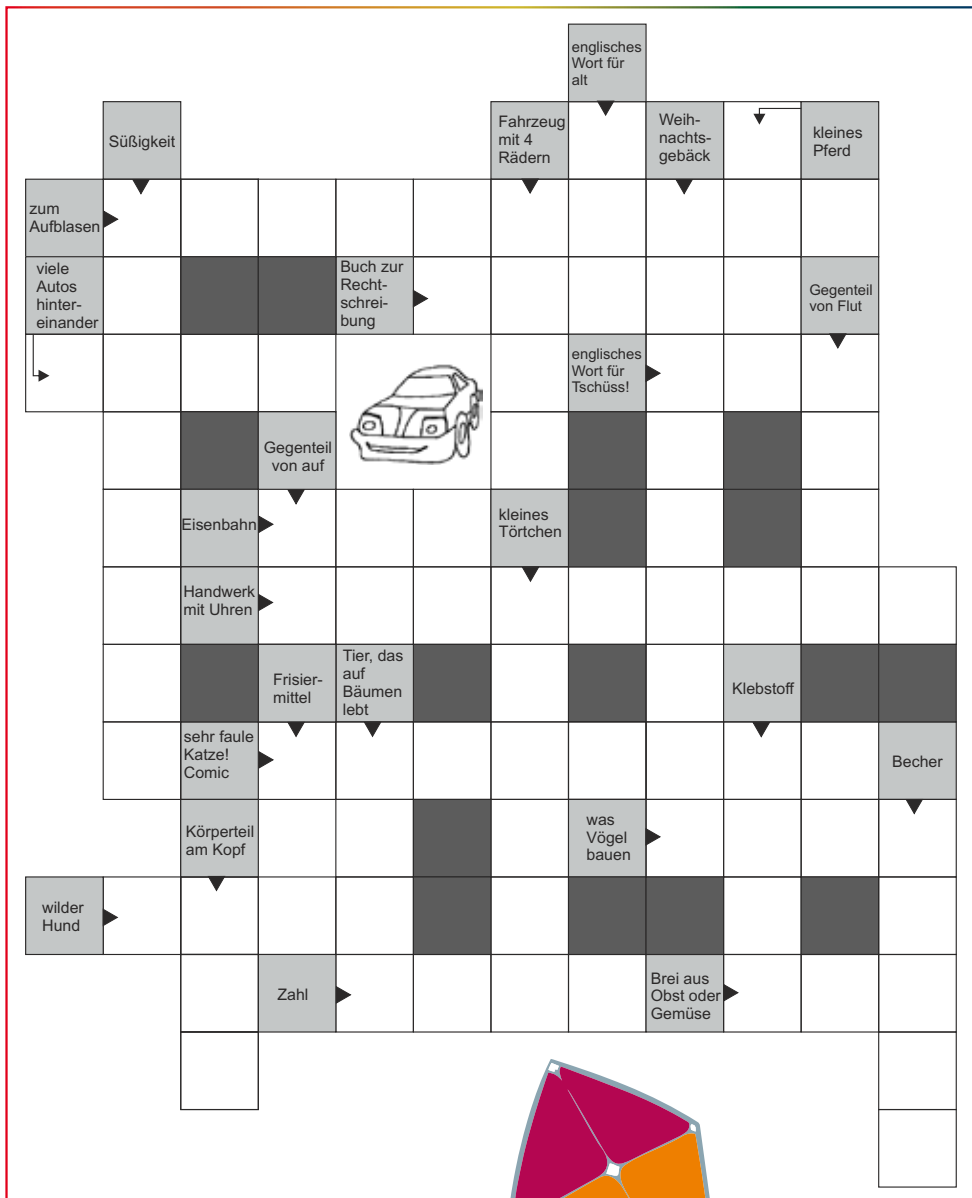 englisches
Wort für
alt
Süßigkeit
Fahrzeug
mit 4
Rädern
Weih-
nachts-
gebäck
kleines
Pferd
zum
Aufblasen
viele
Autos
hinter-
einander
Buch zur
Recht-
schrei-
bung
Gegenteil
von Flut
englisches
Wort für
Tschüss!
Gegenteil
von auf
Eisenbahn
kleines
Törtchen
Handwerk
mit Uhren
Frisier-
mittel
Tier, das
auf
Bäumen
lebt
Klebstoff
sehr faule
Katze!
Comic
Becher
Körperteil
am Kopf
was
Vögel
bauen
wilder
Hund
Zahl
Brei aus
Obst oder
Gemüse